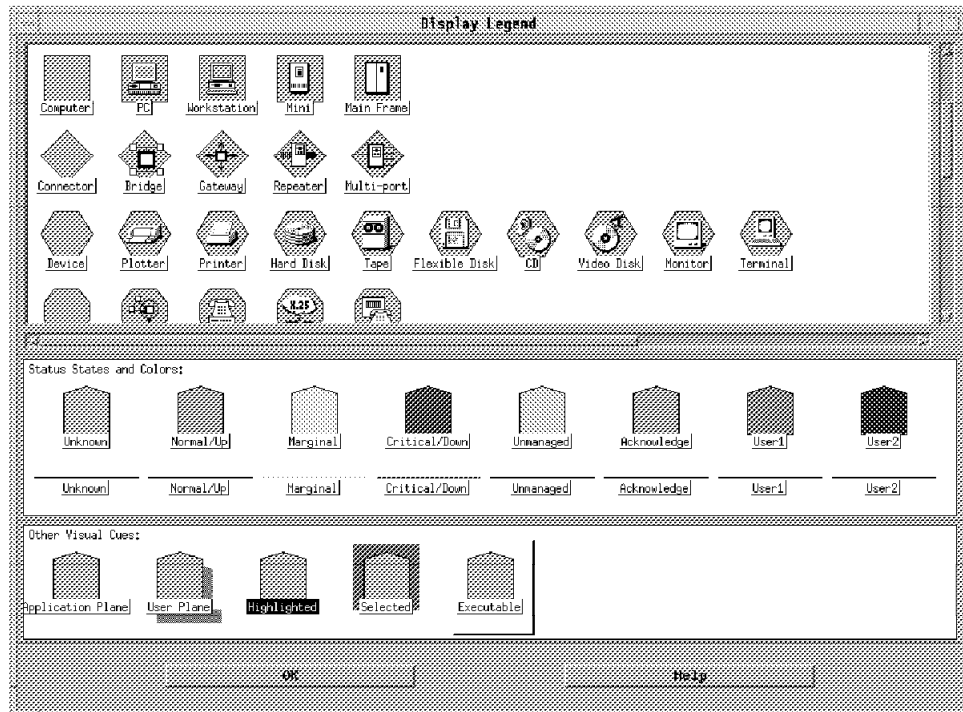 Display Legend
Computer PC Workstation Mini Main Frame
Connector Bridge Gateway Repeater Multi-port
Device Plotter Printer Hard Disk Tape Flexible Disk CD Video Disk Monitor Terminal
X.25
Status States and Colors:
Unknown Normal/Up Marginal Critical/Down Unmanaged Acknowledge User1 User2
Unknown Normal/Up Marginal Critical/Down Unmanaged Acknowledge User1 User2
Other Visual Cues:
Application Plane User Plane Highlighted Selected Executable
OK Help